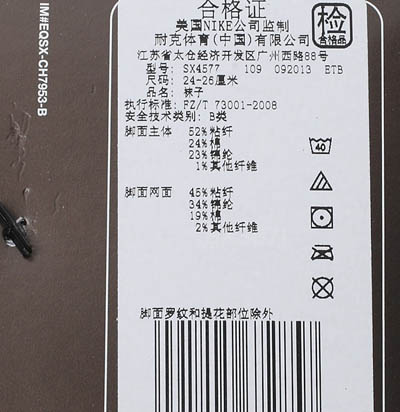 合格证
美国NIKE公司监制
耐克体育(中国)有限公司
检
合格品
江苏省太仓经济开发区广州西路88号
型号: SX4577 109 092013 ETB
尺码: 24-26厘米
品名: 袜子
执行标准: FZ/T 73001-2008
安全技术类别: B类
脚面主体 52%粘纤
24%棉
23%锦纶
1%其他纤维
40
脚面网面 45%粘纤
34%锦纶
19%棉
2%其他纤维
脚面罗纹和提花部位除外
IM#EQSX-CH7953-B